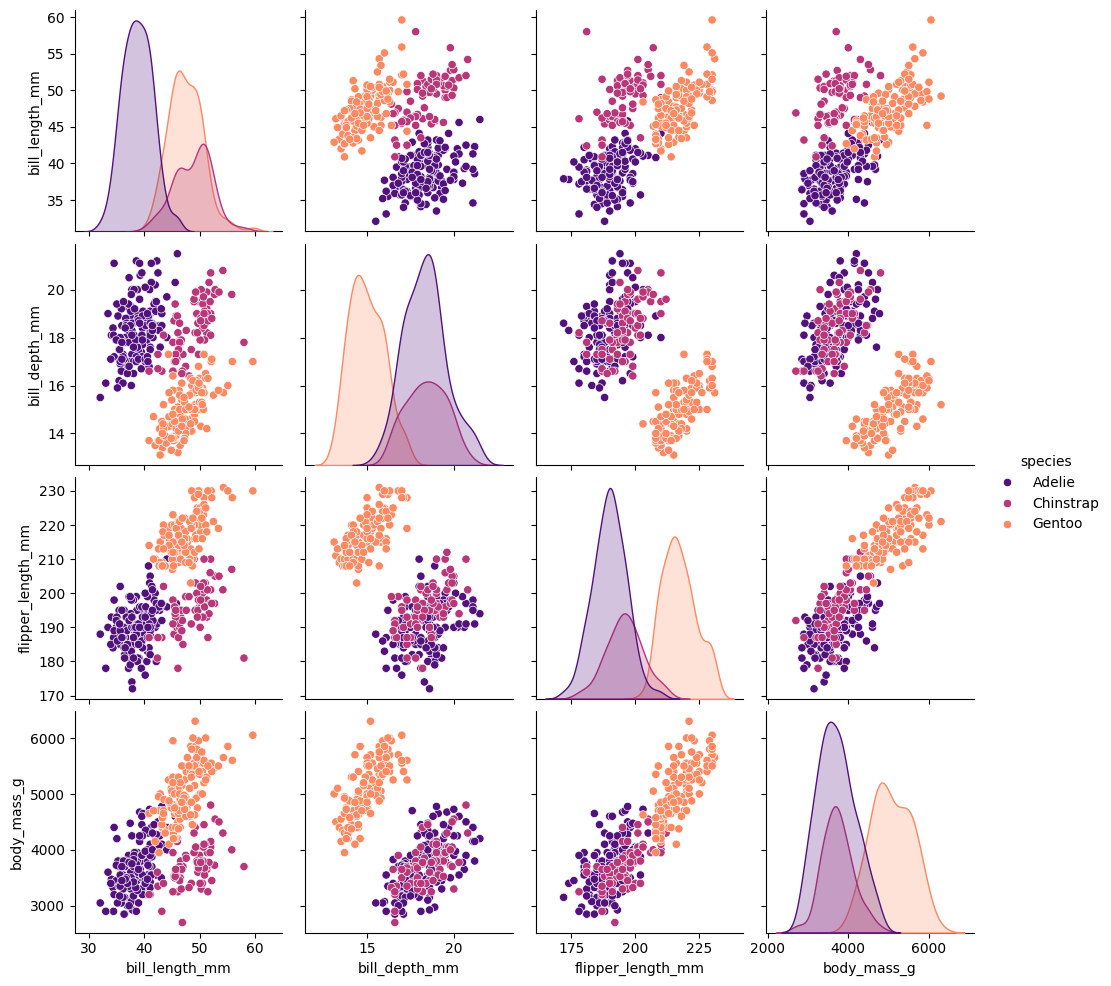 60
55
50
45
40
35
bill_length_mm
20
18
16
14
bill_depth_mm
230
220
210
200
190
180
170
flipper_length_mm
6000
5000
4000
3000
body_mass_g
30 40 50 60
15 20
175 200 225
2000 4000 6000
bill_length_mm
bill_depth_mm
flipper_length_mm
body_mass_g
species
Adelie
Chinstrap
Gentoo